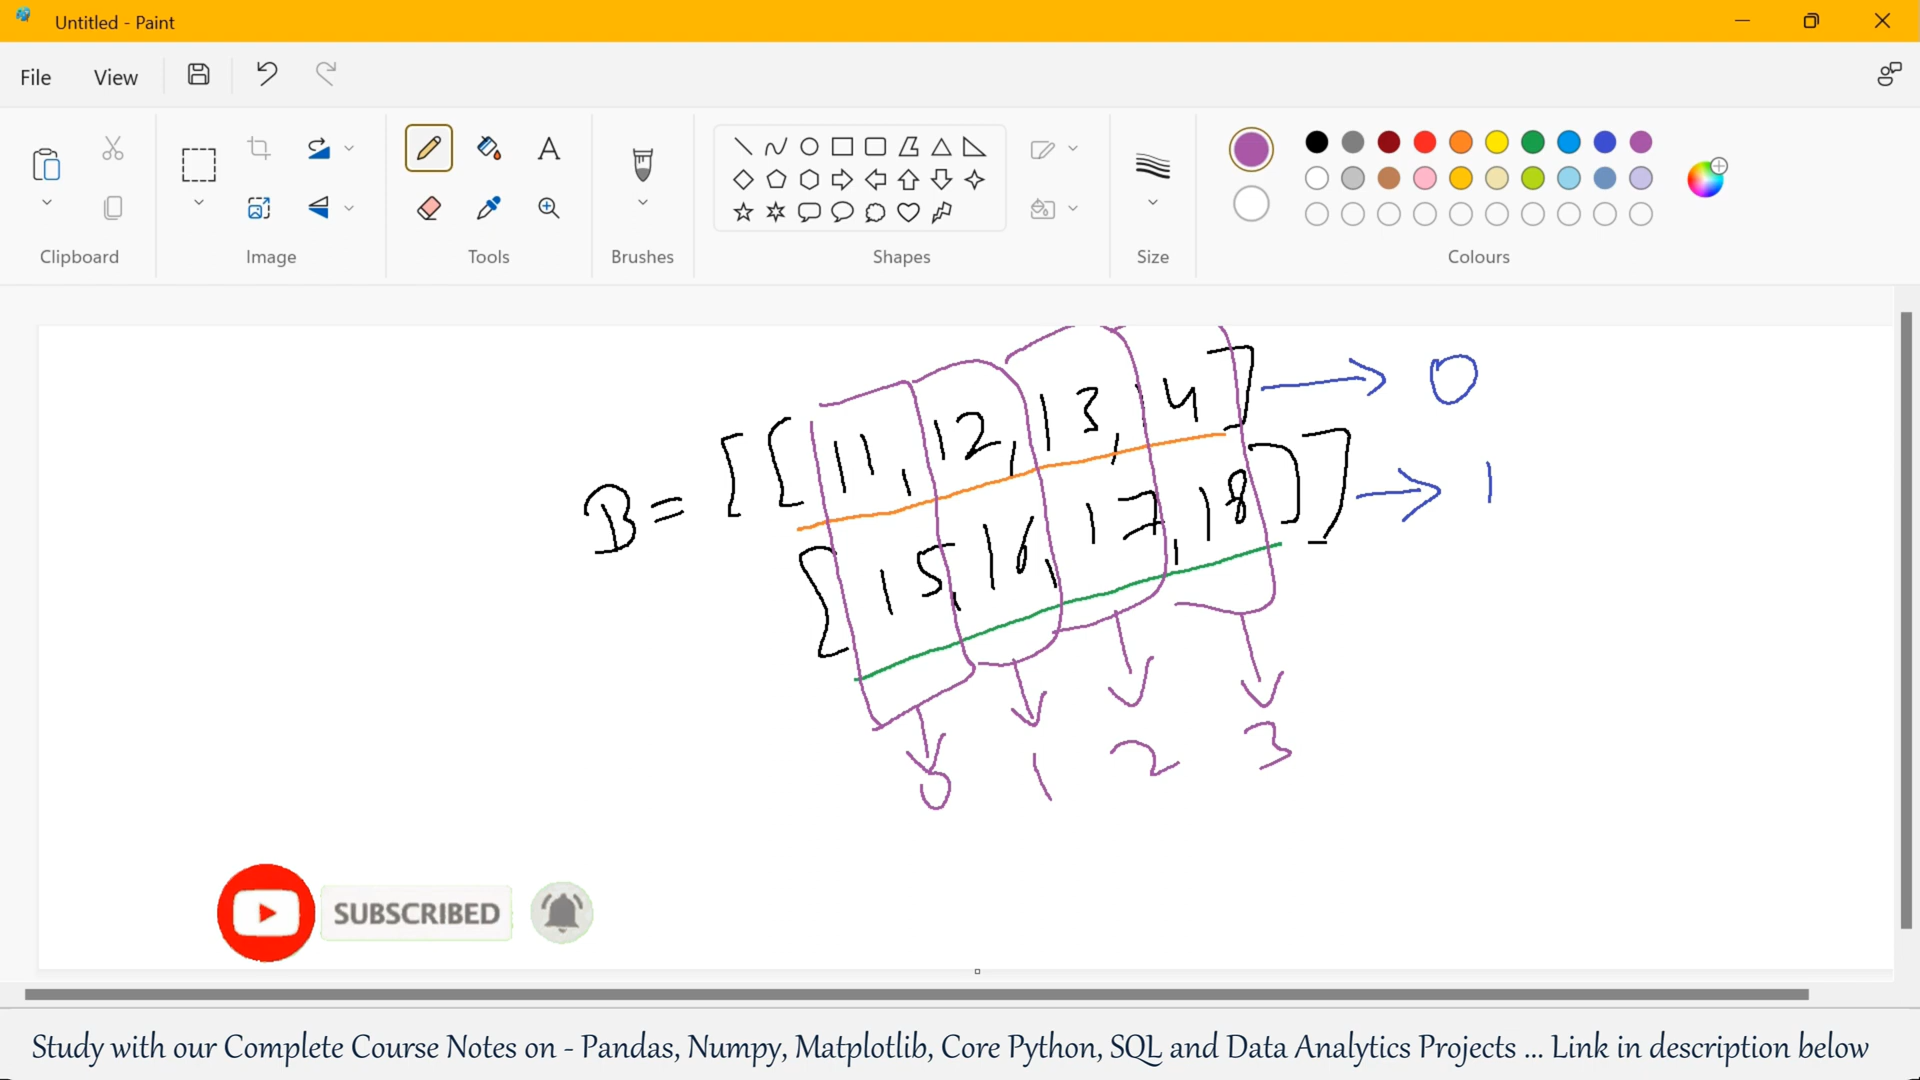 Untitled - Paint
File View
Clipboard Image Tools Brushes Shapes Size Colours
B = [[11, 12, 13, 4] → 0
[15, 16, 17, 18]] → 1
0 1 2 3
SUBSCRIBED
Study with our Complete Course Notes on - Pandas, Numpy, Matplotlib, Core Python, SQL and Data Analytics Projects ... Link in description below